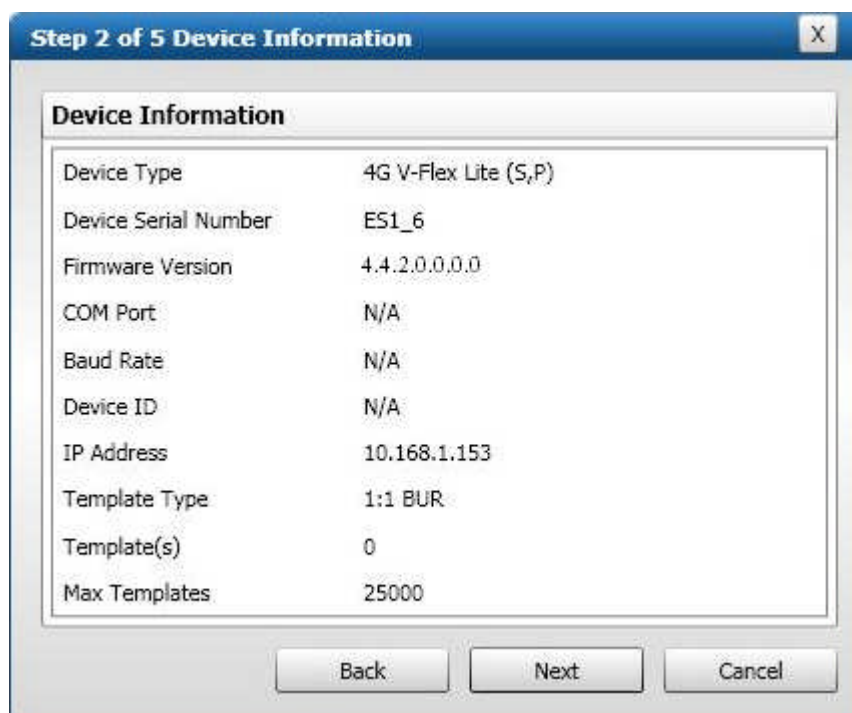 Step 2 of 5 Device Information
X
Device Information
Device Type 4G V-Flex Lite (S,P)
Device Serial Number ES1_6
Firmware Version 4.4.2.0.0.0.0
COM Port N/A
Baud Rate N/A
Device ID N/A
IP Address 10.168.1.153
Template Type 1:1 BUR
Template(s) 0
Max Templates 25000
Back Next Cancel